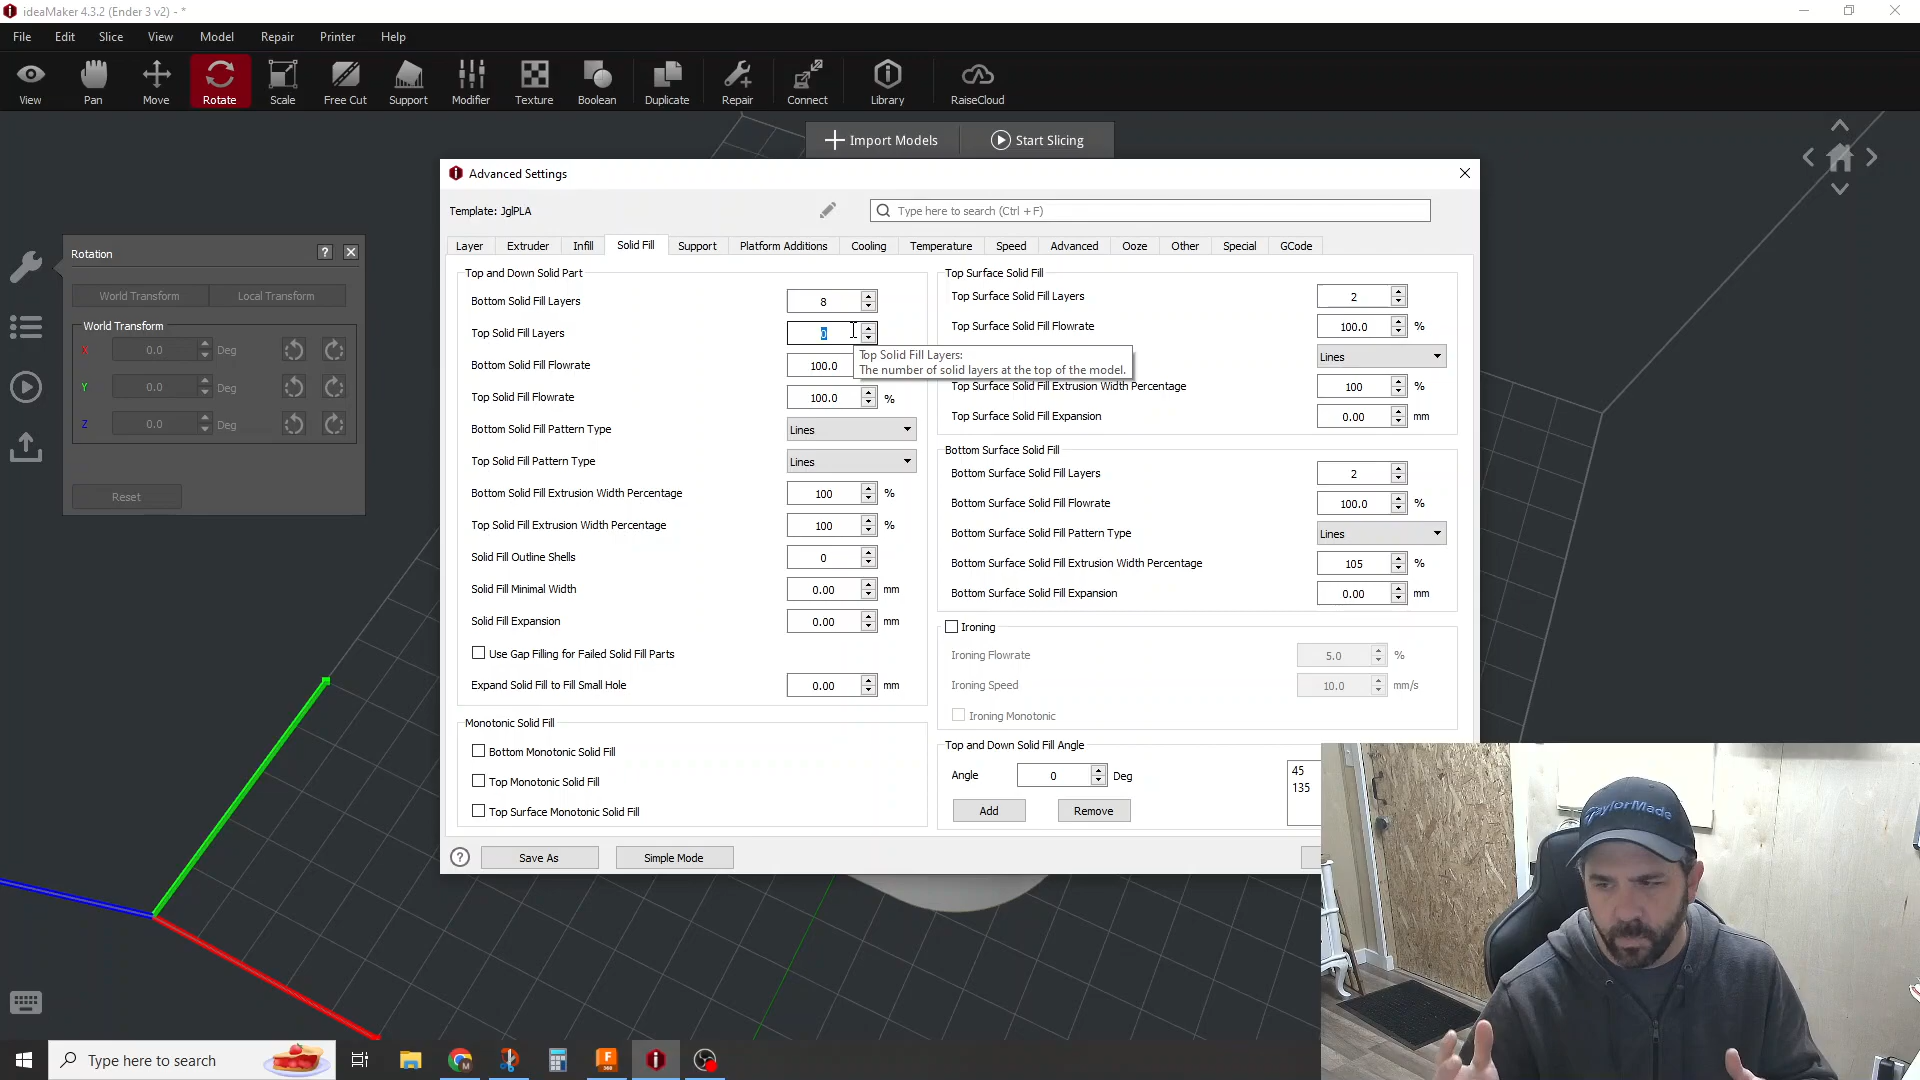 ideaMaker 4.3.2 (Ender 3 v2) - *
File Edit Slice View Model Repair Printer Help
View Pan Move Rotate Scale Free Cut Support Modifier Texture Boolean Duplicate Repair Connect Library RaiseCloud
Import Models Start Slicing
Advanced Settings
Template: JglPLA
Type here to search (Ctrl + F)
Layer Extruder Infill Solid Fill Support Platform Additions Cooling Temperature Speed Advanced Ooze Other Special GCode
Rotation ?
World Transform Local Transform
World Transform
X 0.0 Deg
Y 0.0 Deg
Z 0.0 Deg
Reset
Top and Down Solid Part
Bottom Solid Fill Layers 8
Top Solid Fill Layers 0
Bottom Solid Fill Flowrate 100.0
Top Solid Fill Flowrate 100.0 %
Bottom Solid Fill Pattern Type Lines
Top Solid Fill Pattern Type Lines
Bottom Solid Fill Extrusion Width Percentage 100 %
Top Solid Fill Extrusion Width Percentage 100 %
Solid Fill Outline Shells 0
Solid Fill Minimal Width 0.00 mm
Solid Fill Expansion 0.00 mm
Use Gap Filling for Failed Solid Fill Parts
Expand Solid Fill to Fill Small Hole 0.00 mm
Monotonic Solid Fill
Bottom Monotonic Solid Fill
Top Monotonic Solid Fill
Top Surface Monotonic Solid Fill
Top Solid Fill Layers:
The number of solid layers at the top of the model.
Top Surface Solid Fill
Top Surface Solid Fill Layers 2
Top Surface Solid Fill Flowrate 100.0 %
Lines
Top Surface Solid Fill Extrusion Width Percentage 100 %
Top Surface Solid Fill Expansion 0.00 mm
Bottom Surface Solid Fill
Bottom Surface Solid Fill Layers 2
Bottom Surface Solid Fill Flowrate 100.0 %
Bottom Surface Solid Fill Pattern Type Lines
Bottom Surface Solid Fill Extrusion Width Percentage 105 %
Bottom Surface Solid Fill Expansion 0.00 mm
Ironing
Ironing Flowrate 5.0 %
Ironing Speed 10.0 mm/s
Ironing Monotonic
Top and Down Solid Fill Angle
Angle 0 Deg
45
135
Add Remove
? Save As Simple Mode
TaylorMade
Type here to search